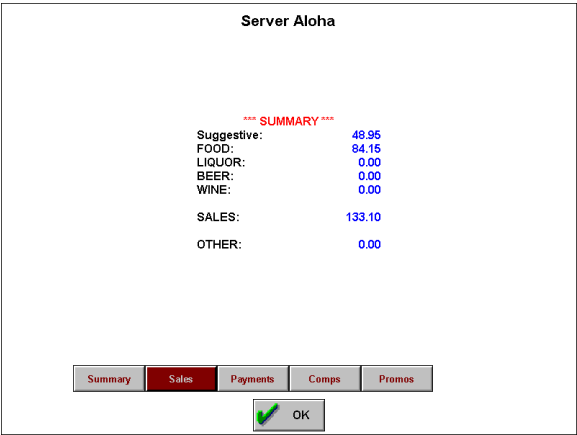 Server Aloha
*** SUMMARY ***
Suggestive: 48.95
FOOD: 84.15
LIQUOR: 0.00
BEER: 0.00
WINE: 0.00
SALES: 133.10
OTHER: 0.00
Summary Sales Payments Comps Promos
OK